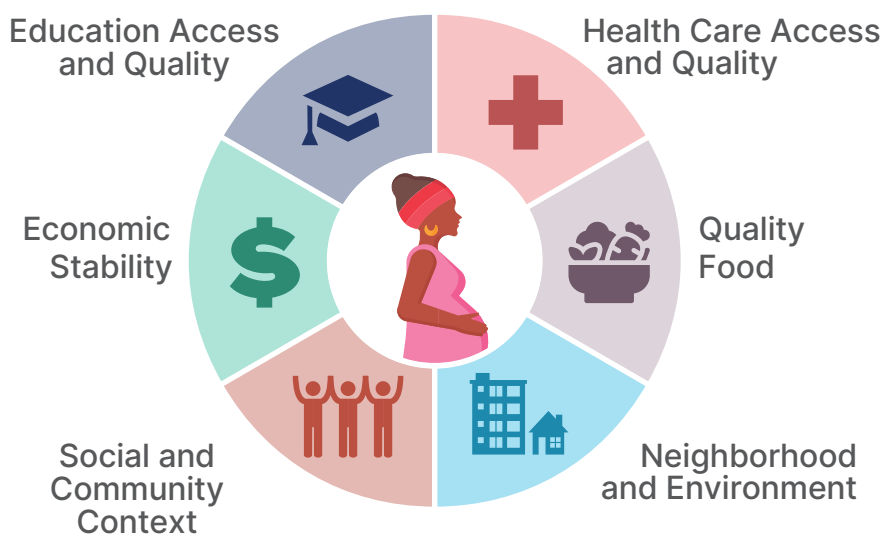 Education Access
and Quality
Health Care Access
and Quality
Economic
Stability
Quality
Food
Social and
Community
Context
Neighborhood
and Environment